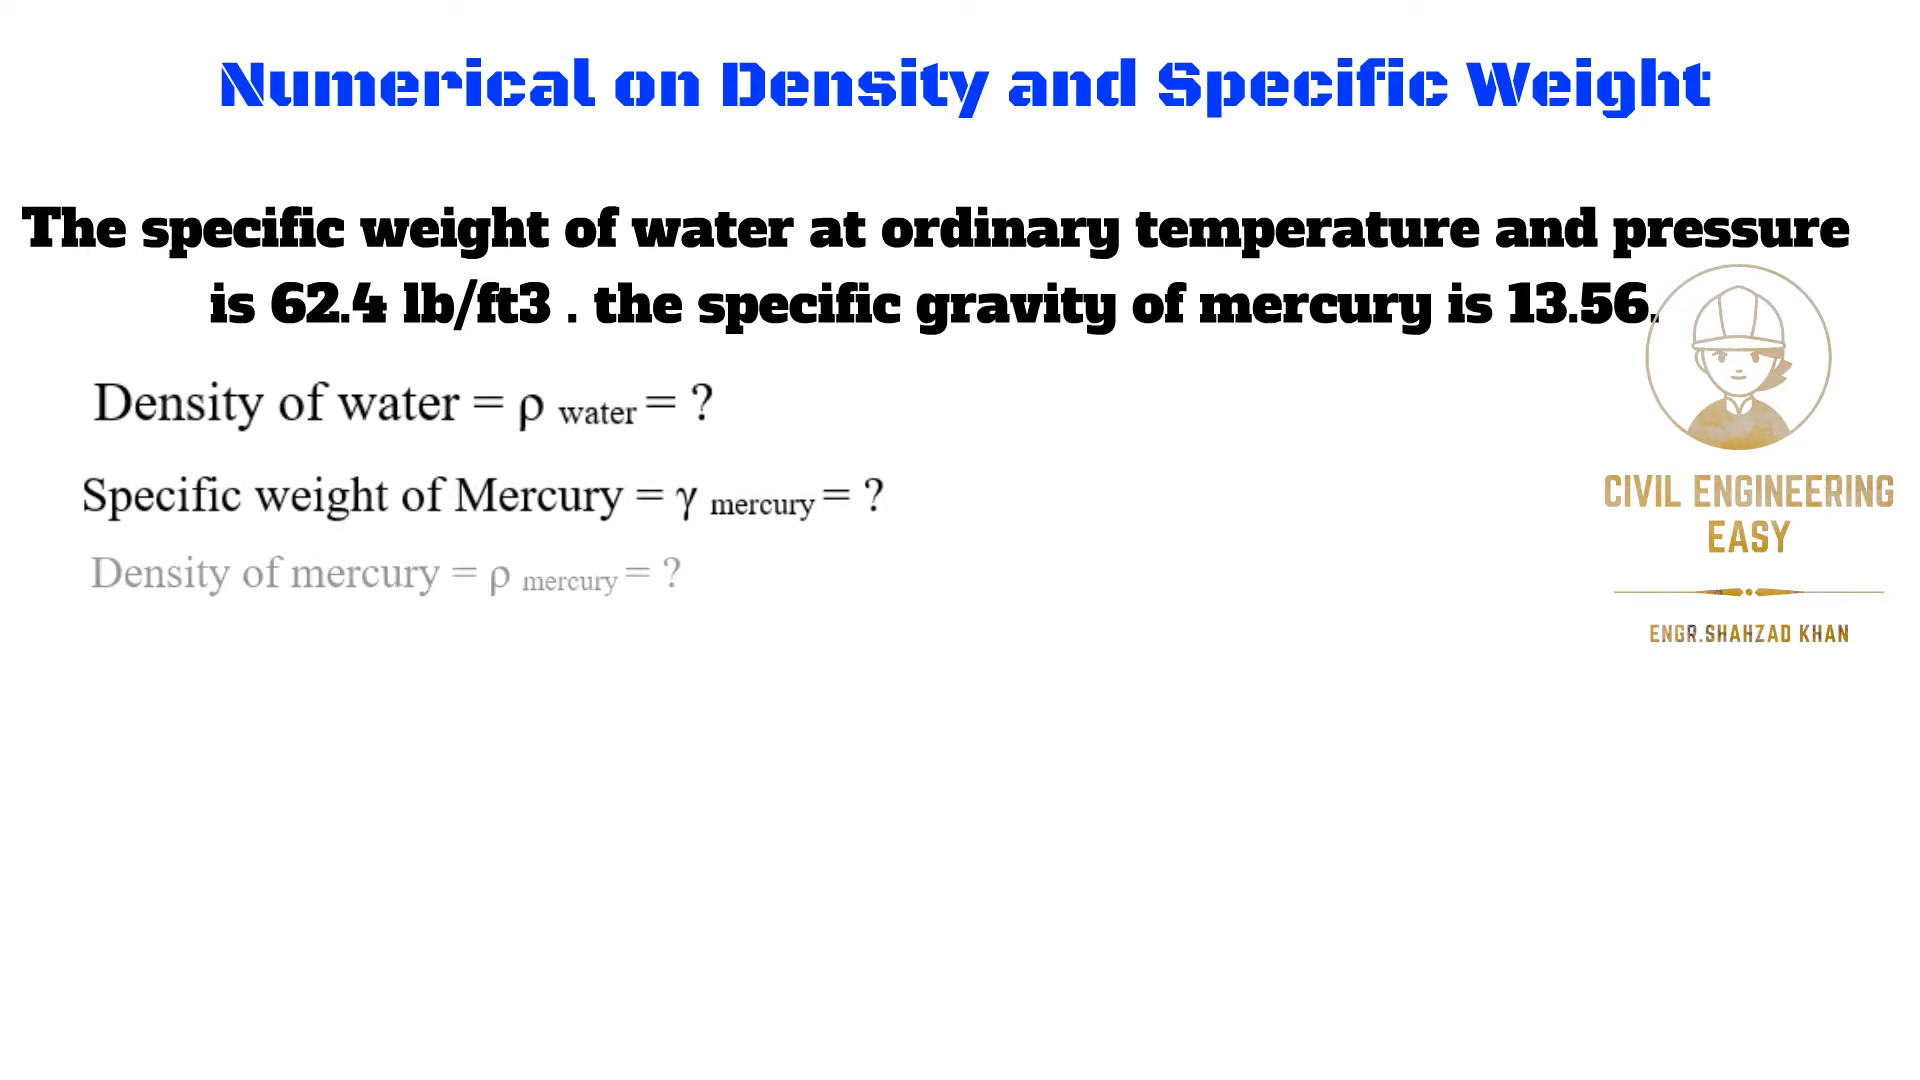 Numerical on Density and Specific Weight
The specific weight of water at ordinary temperature and pressure
is 62.4 lb/ft3 . the specific gravity of mercury is 13.56.
Density of water = ρ water = ?
Specific weight of Mercury = γ mercury = ?
Density of mercury = ρ mercury = ?
CIVIL ENGINEERING
EASY
ENGR.SHAHZAD KHAN